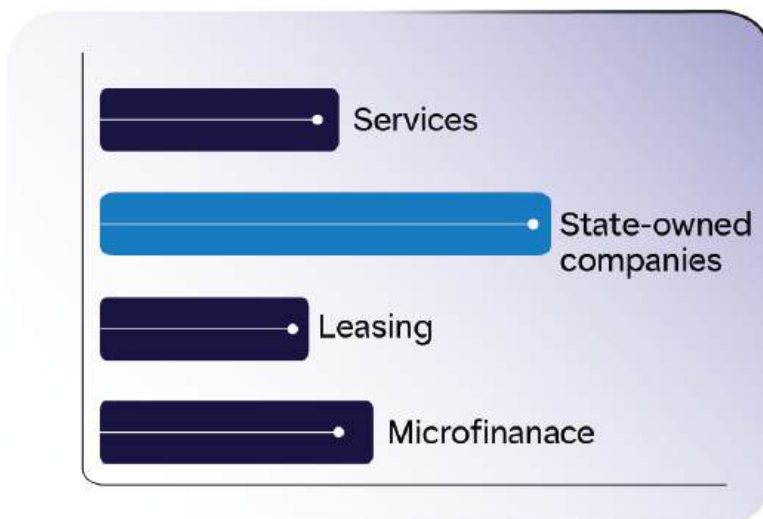 Services
State-owned
companies
Leasing
Microfinanace